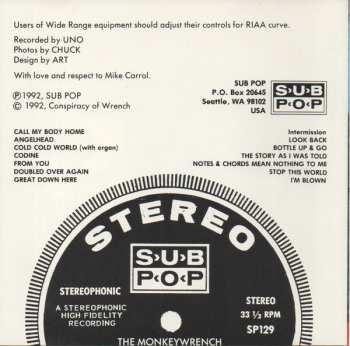 Users of Wide Range equipment should adjust their controls for RIAA curve.
Recorded by UNO
Photos by CHUCK
Design by ART
With love and respect to Mike Carrol.
℗1992, SUB POP
© 1992, Conspiracy of Wrench
SUB POP
P.O. Box 20645
Seattle, WA 98102
USA
S·U·B
P·O·P
CALL MY BODY HOME
ANGELHEAD
COLD COLD WORLD (with organ)
CODINE
FROM YOU
DOUBLED OVER AGAIN
GREAT DOWN HERE
Intermission
LOOK BACK
BOTTLE UP & GO
THE STORY AS I WAS TOLD
NOTES & CHORDS MEAN NOTHING TO ME
STOP THIS WORLD
I'M BLOWN
STEREO
S·U·B
P·O·P
STEREOPHONIC
A STEREOPHONIC
HIGH FIDELITY
RECORDING
STEREO
33 1/3 RPM
SP129
THE MONKEYWRENCH